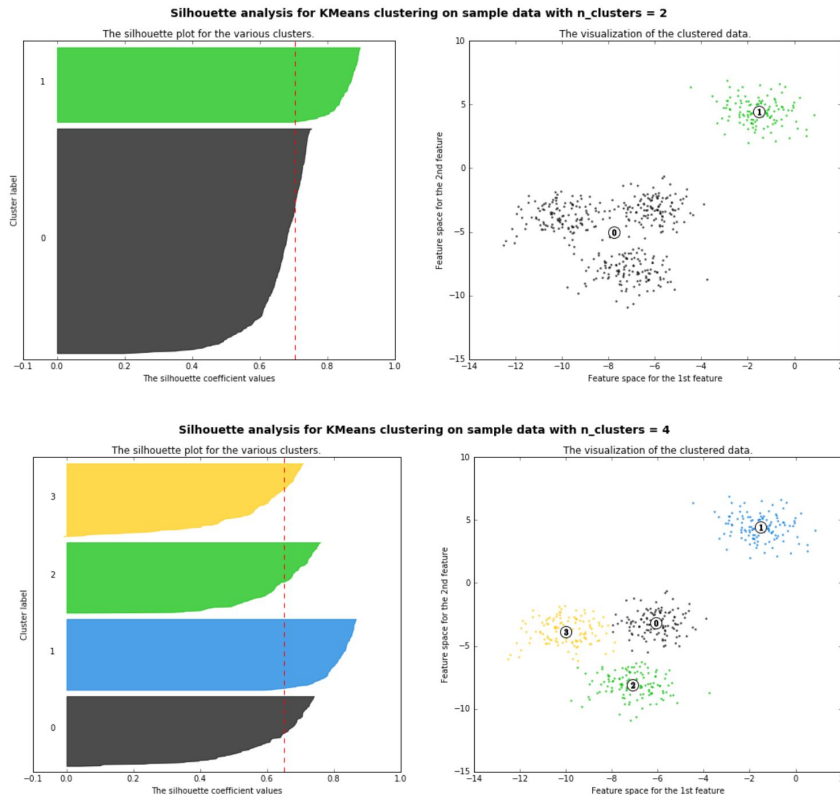 Silhouette analysis for KMeans clustering on sample data with n_clusters = 2
The silhouette plot for the various clusters.
1
0
Cluster label
−0.1 0.0 0.2 0.4 0.6 0.8 1.0
The silhouette coefficient values
The visualization of the clustered data.
10
5
0
−5
−10
−15
Feature space for the 2nd feature
1
0
−14 −12 −10 −8 −6 −4 −2 0 2
Feature space for the 1st feature
Silhouette analysis for KMeans clustering on sample data with n_clusters = 4
The silhouette plot for the various clusters.
3
2
1
0
Cluster label
−0.1 0.0 0.2 0.4 0.6 0.8 1.0
The silhouette coefficient values
The visualization of the clustered data.
10
5
0
−5
−10
−15
Feature space for the 2nd feature
1
0
3
2
−14 −12 −10 −8 −6 −4 −2 0
Feature space for the 1st feature